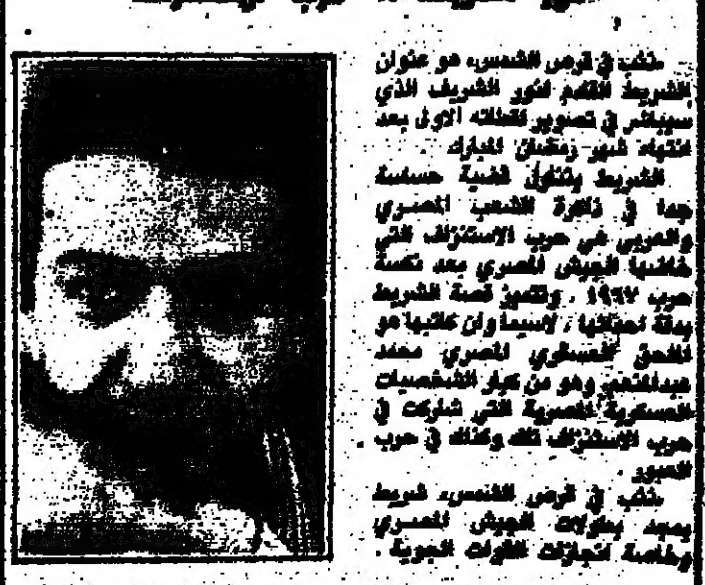 «ذئب في قرص الشمس» هو عنوان
الشريط القادم لنور الشريف الذي
سيباشر في تصوير لقطاته الاولى بعد
انتهاء شهر رمضان المبارك .
الشريط يتناول قضية حساسة
جدا في ذاكرة الشعب المصري
والعربي هي حرب الاستنزاف التي
خاضها الجيش المصري بعد نكسة
حرب ١٩٦٧ . وتتميز قصة الشريط
بدقة احداثها ، لاسيما وان كاتبها هو
المحق العسكري المصري محمد
عبدالمنعم وهو من كبار الشخصيات
العسكرية المصرية التي شاركت في
حرب الاستنزاف تلك وكذلك في حرب
العبور .
«ذئب في قرص الشمس» شريط
يمجد بطولات الجيش المصري
وخاصة انجازات القوات الجوية .